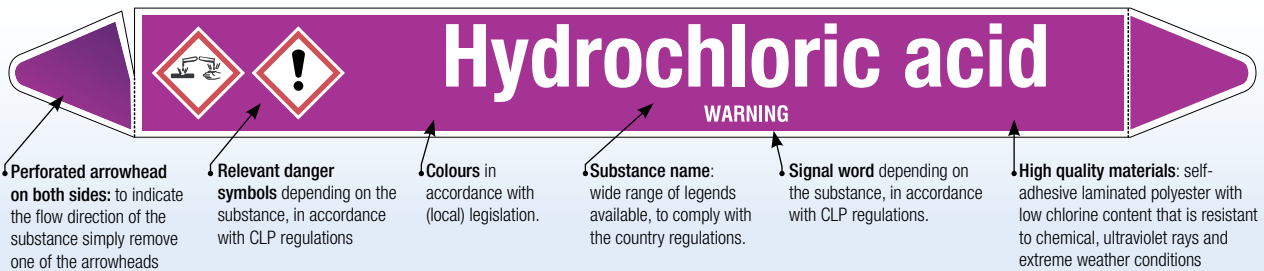 Hydrochloric acid
WARNING
Perforated arrowhead
on both sides: to indicate
the flow direction of the
substance simply remove
one of the arrowheads
Relevant danger
symbols depending on the
substance, in accordance
with CLP regulations
Colours in
accordance with
(local) legislation.
Substance name:
wide range of legends
available, to comply with
the country regulations.
Signal word depending on
the substance, in accordance
with CLP regulations.
High quality materials: self-
adhesive laminated polyester with
low chlorine content that is resistant
to chemical, ultraviolet rays and
extreme weather conditions